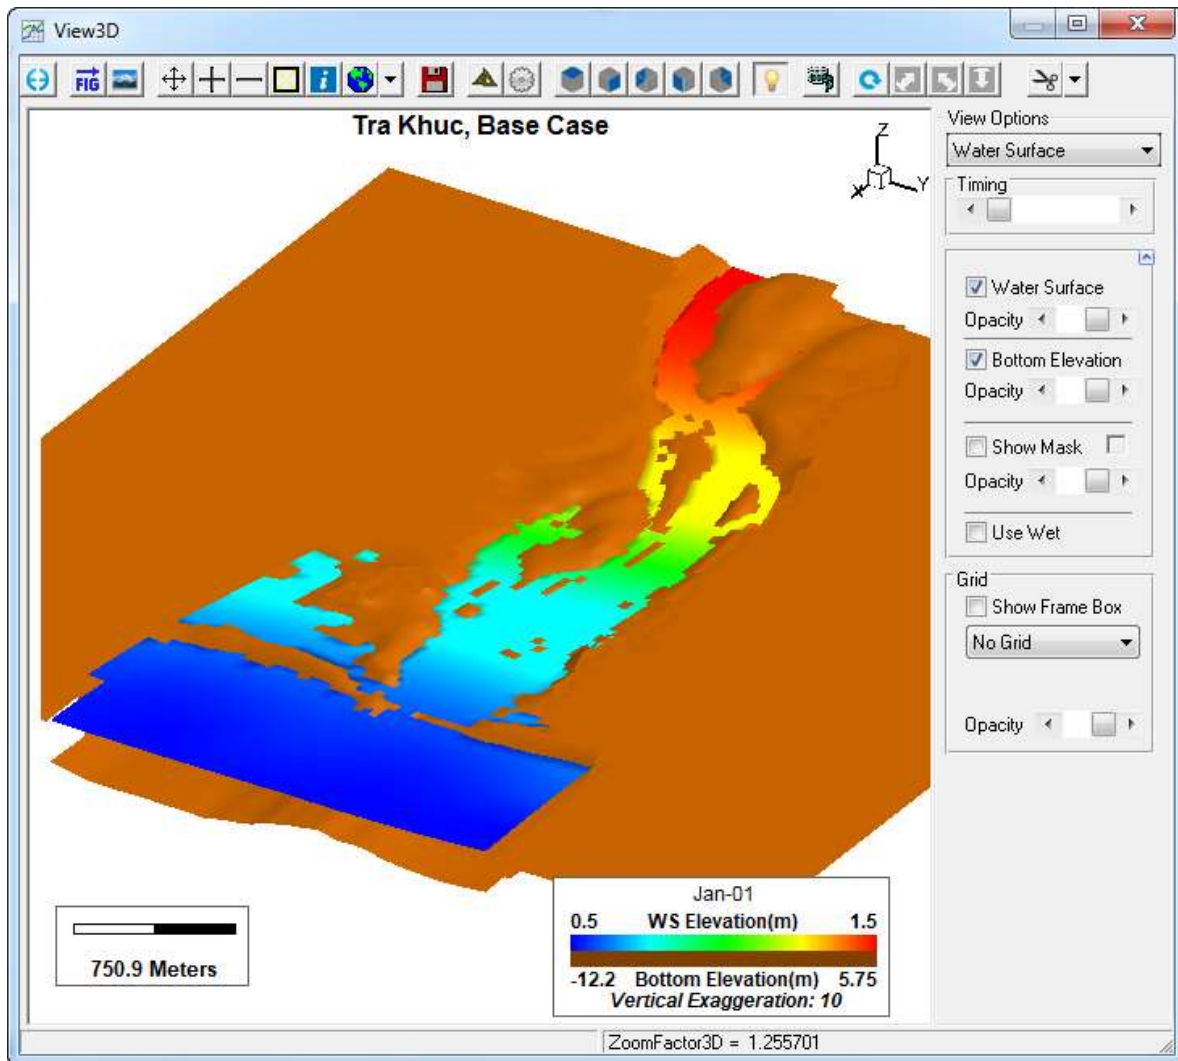 View3D
FIG
Tra Khuc, Base Case
Z
X
Y
View Options
Water Surface
Timing
Water Surface
Opacity
Bottom Elevation
Opacity
Show Mask
Opacity
Use Wet
Grid
Show Frame Box
No Grid
Opacity
750.9 Meters
Jan-01
0.5 WS Elevation(m) 1.5
-12.2 Bottom Elevation(m) 5.75
Vertical Exaggeration: 10
ZoomFactor3D = 1.255701